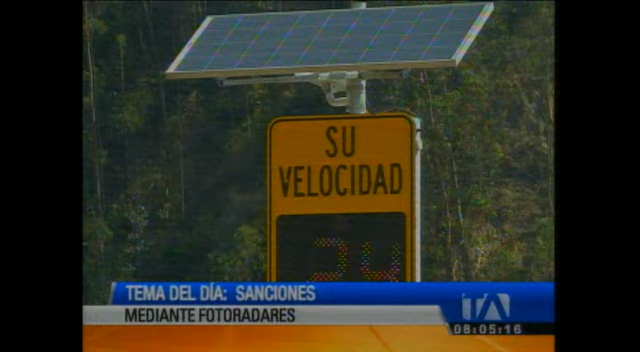 SU
VELOCIDAD
24
TEMA DEL DÍA: SANCIONES
MEDIANTE FOTORADARES
TA
08:05:16